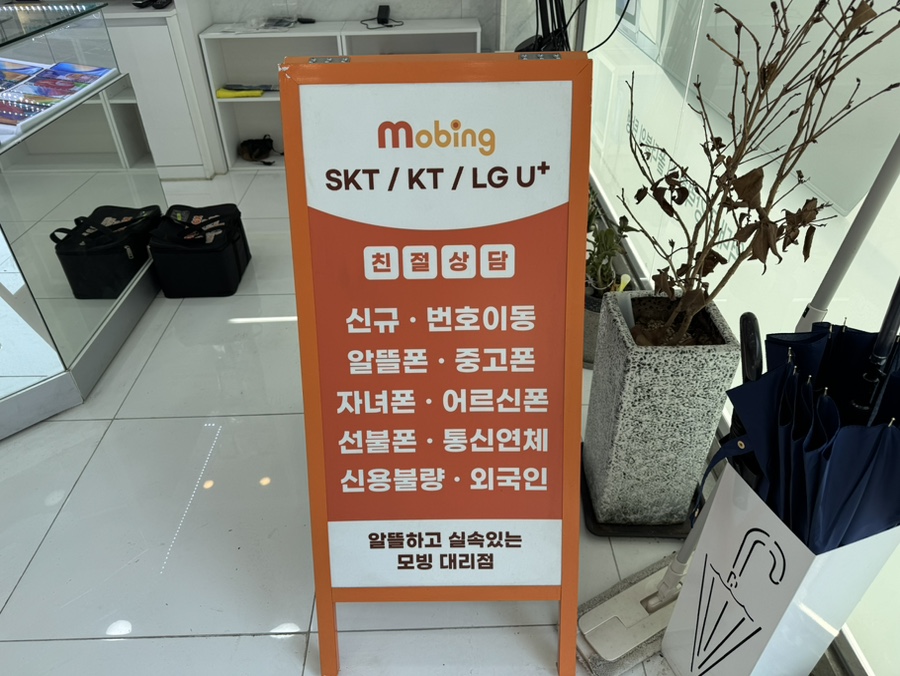 mobing
SKT / KT / LG U+
친절상담
신규 · 번호이동
알뜰폰 · 중고폰
자녀폰 · 어르신폰
선불폰 · 통신연체
신용불량 · 외국인
알뜰하고 실속있는
모빙 대리점